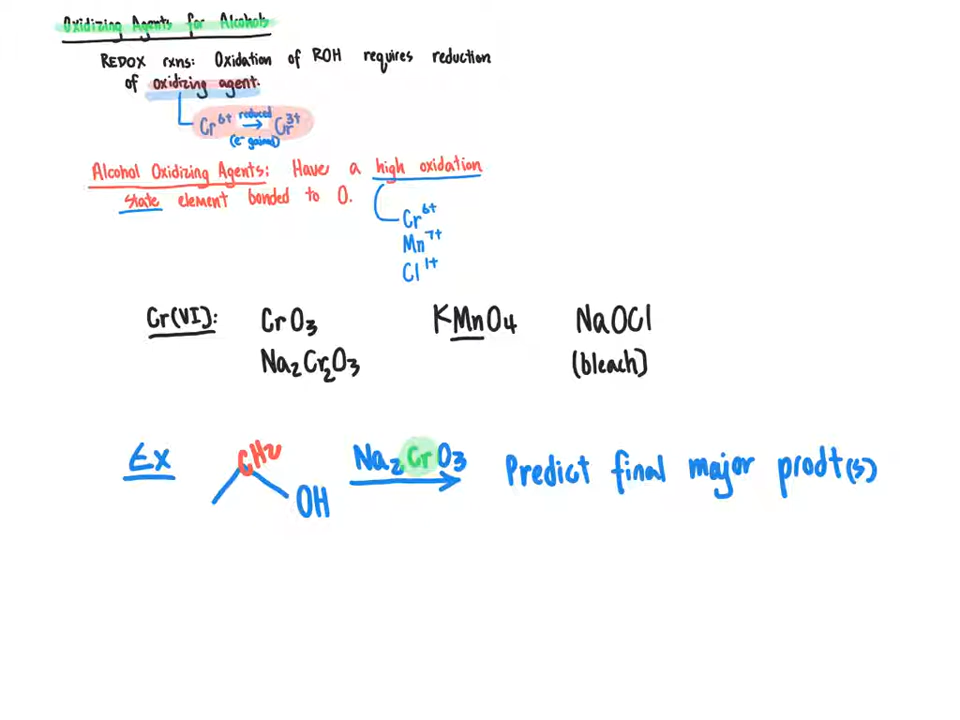 Oxidizing Agents for Alcohols
REDOX rxns: Oxidation of ROH requires reduction
of oxidizing agent.
Cr⁶⁺ reduced → Cr³⁺
(e⁻ gained)
Alcohol Oxidizing Agents: Have a high oxidation
state element bonded to O.
Cr⁶⁺
Mn⁷⁺
Cl¹⁺
Cr(VI): CrO₃ KMnO₄ NaOCl
Na₂Cr₂O₃ (bleach)
Ex CH₂ OH Na₂CrO₃ Predict final major prodt(s)